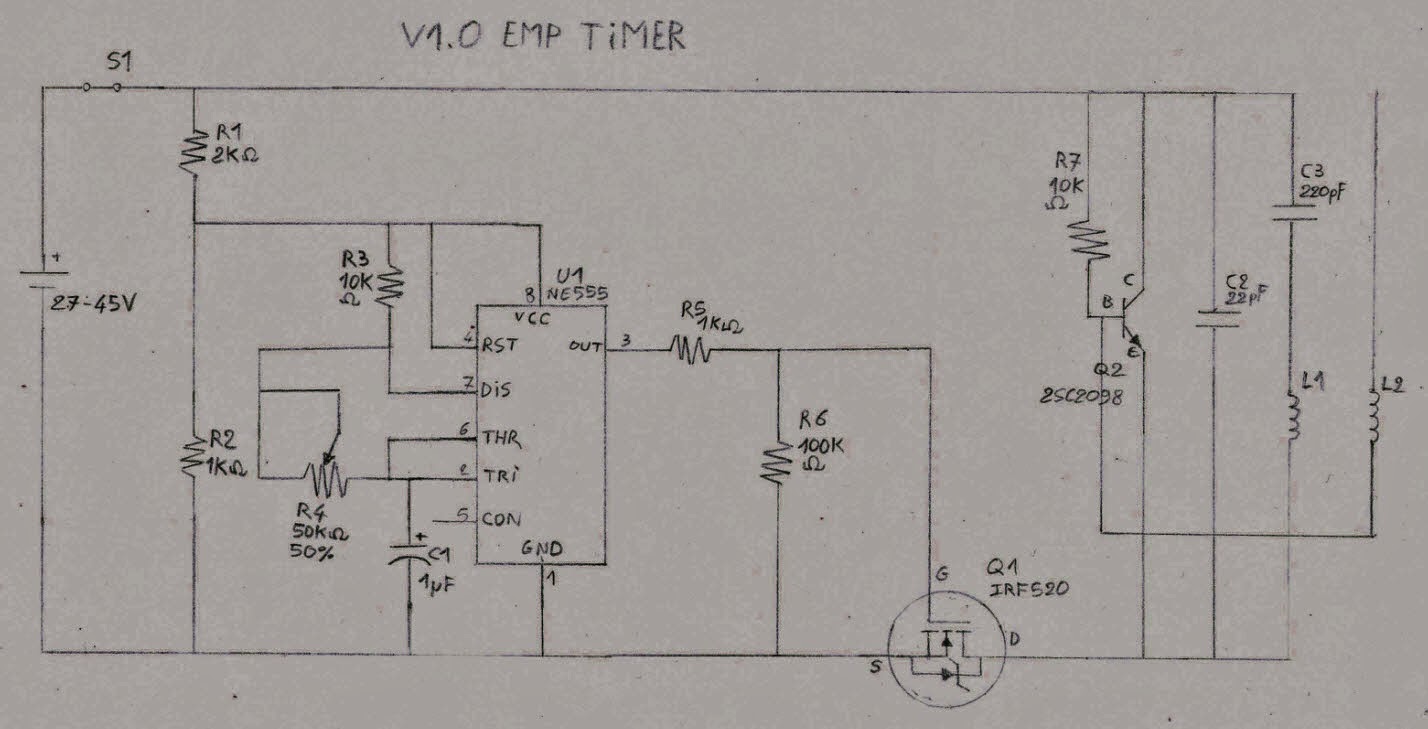 V1.0 EMP TiMER
S1
R1
2KΩ
+
27-45V
R3
10K
Ω
R2
1KΩ
R4
50KΩ
50%
+
C1
1µF
U1
NE555
8
VCC
4
RST
7
DiS
6
THR
2
TRi
5
CON
GND
1
OUT
3
R5
1KΩ
R6
100K
Ω
G
Q1
IRF520
S
D
R7
10K
Ω
C
B
E
Q2
2SC2098
C2
22pF
C3
220pF
L1
L2